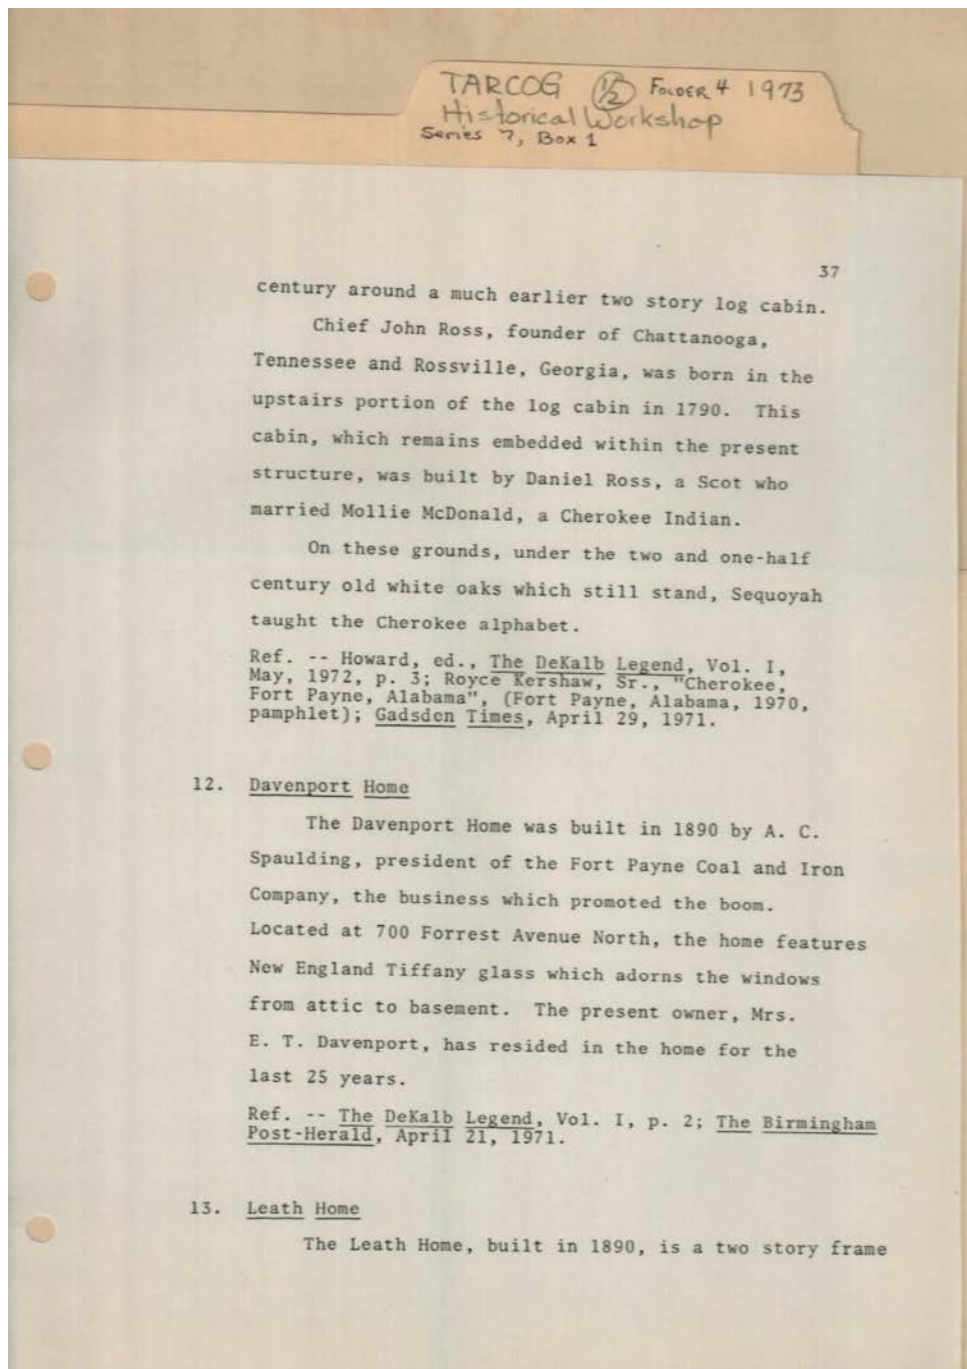 TARCOG 1/2 FOLDER 4 1973
Historical Workshop
Series 7, Box 1
37
century around a much earlier two story log cabin.
Chief John Ross, founder of Chattanooga,
Tennessee and Rossville, Georgia, was born in the
upstairs portion of the log cabin in 1790. This
cabin, which remains embedded within the present
structure, was built by Daniel Ross, a Scot who
married Mollie McDonald, a Cherokee Indian.
On these grounds, under the two and one-half
century old white oaks which still stand, Sequoyah
taught the Cherokee alphabet.
Ref. -- Howard, ed., The DeKalb Legend, Vol. I,
May, 1972, p. 3; Royce Kershaw, Sr., "Cherokee,
Fort Payne, Alabama", (Fort Payne, Alabama, 1970,
pamphlet); Gadsden Times, April 29, 1971.
12. Davenport Home
The Davenport Home was built in 1890 by A. C.
Spaulding, president of the Fort Payne Coal and Iron
Company, the business which promoted the boom.
Located at 700 Forrest Avenue North, the home features
New England Tiffany glass which adorns the windows
from attic to basement. The present owner, Mrs.
E. T. Davenport, has resided in the home for the
last 25 years.
Ref. -- The DeKalb Legend, Vol. I, p. 2; The Birmingham
Post-Herald, April 21, 1971.
13. Leath Home
The Leath Home, built in 1890, is a two story frame